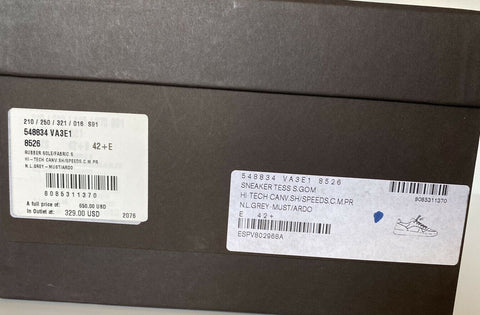 210 / 250 / 321 / 016 S91
548834 VA3E1
8526 42+E
RUBBER SOLE/FABRIC S
HI-TECH CANV.SH/SPEEDS.C.M.PR
N.L.GREY-MUST/ARDO
8085311370
A full price of: 650.00 USD
In Outlet at: 329.00 USD 2076
548834 VA3E1 8526
SNEAKER TESS S.GOM
HI TECH CANV.SH/SPEEDS.C.M.PR
N.L.GREY-MUST/ARDO
E 42+
ESPV802968A
8085311370